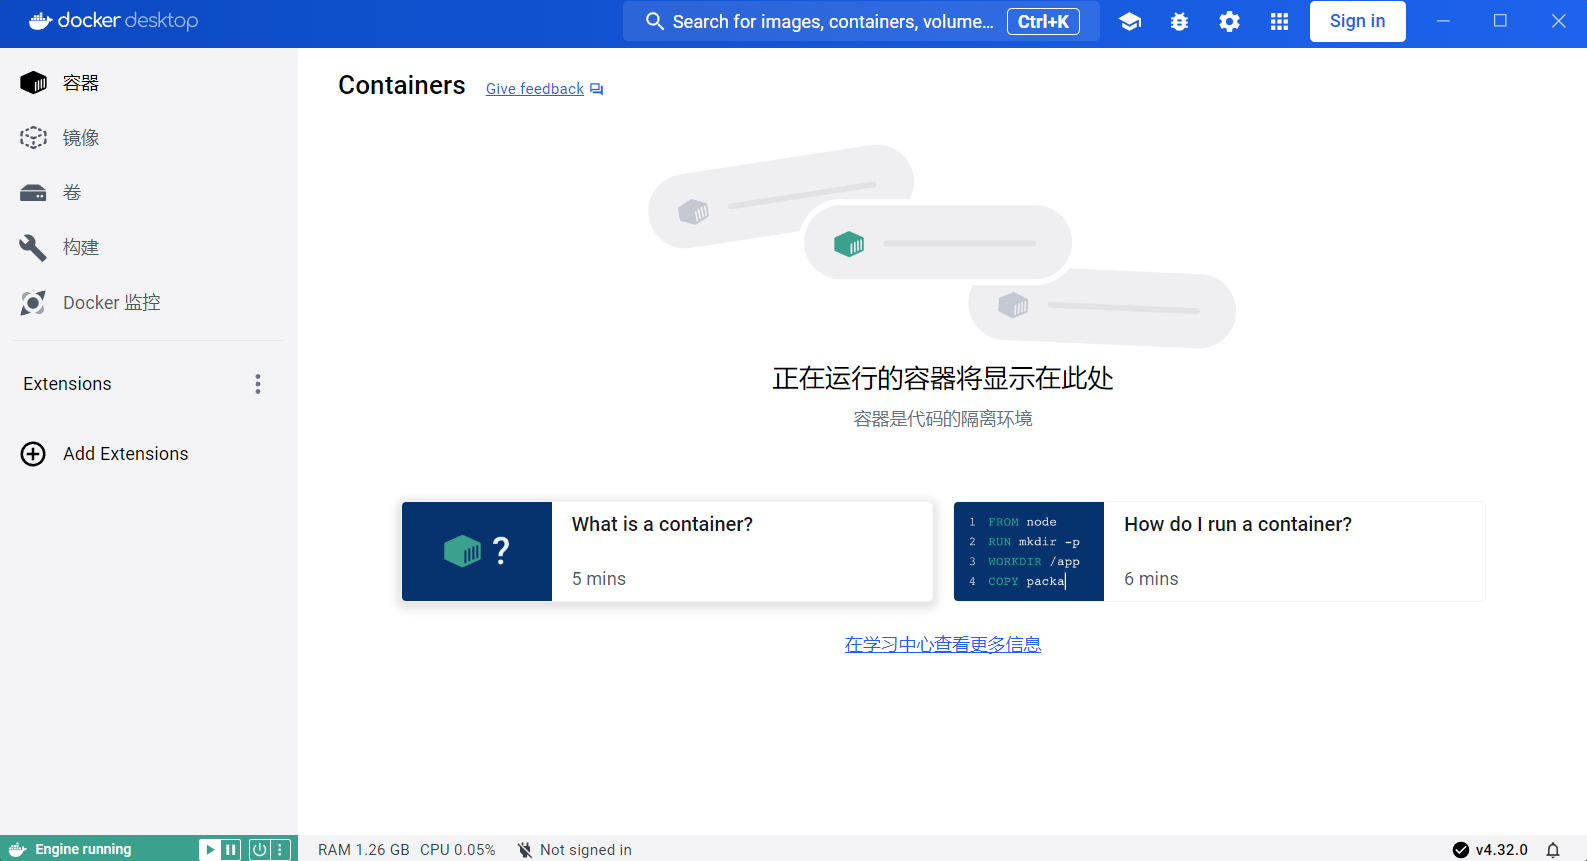 docker desktop
Search for images, containers, volume... Ctrl+K
Sign in
容器
镜像
卷
构建
Docker 监控
Extensions
Add Extensions
Containers
Give feedback
正在运行的容器将显示在此处
容器是代码的隔离环境
?
What is a container?
5 mins
1 FROM node
2 RUN mkdir -p
3 WORKDIR /app
4 COPY packa
How do I run a container?
6 mins
在学习中心查看更多信息
Engine running
RAM 1.26 GB CPU 0.05%
Not signed in
v4.32.0